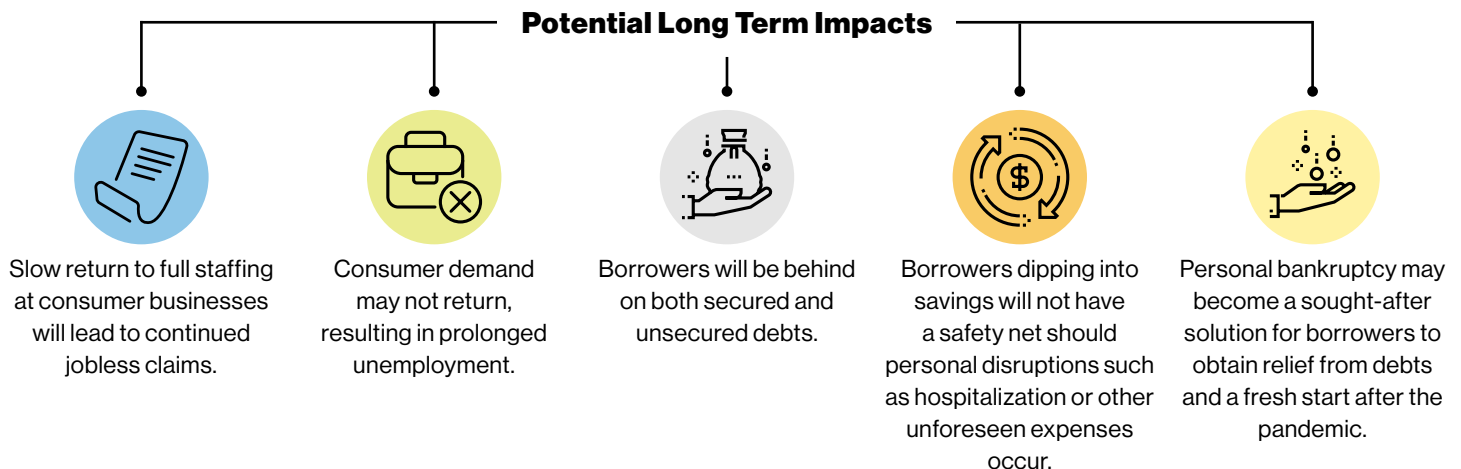 Potential Long Term Impacts
Slow return to full staffing
at consumer businesses
will lead to continued
jobless claims.
Consumer demand
may not return,
resulting in prolonged
unemployment.
Borrowers will be behind
on both secured and
unsecured debts.
Borrowers dipping into
savings will not have
a safety net should
personal disruptions such
as hospitalization or other
unforeseen expenses
occur.
Personal bankruptcy may
become a sought-after
solution for borrowers to
obtain relief from debts
and a fresh start after the
pandemic.